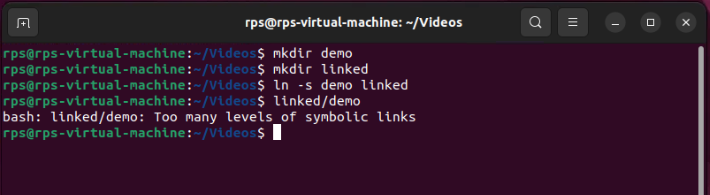 rps@rps-virtual-machine: ~/Videos
rps@rps-virtual-machine:~/Videos$ mkdir demo
rps@rps-virtual-machine:~/Videos$ mkdir linked
rps@rps-virtual-machine:~/Videos$ ln -s demo linked
rps@rps-virtual-machine:~/Videos$ linked/demo
bash: linked/demo: Too many levels of symbolic links
rps@rps-virtual-machine:~/Videos$